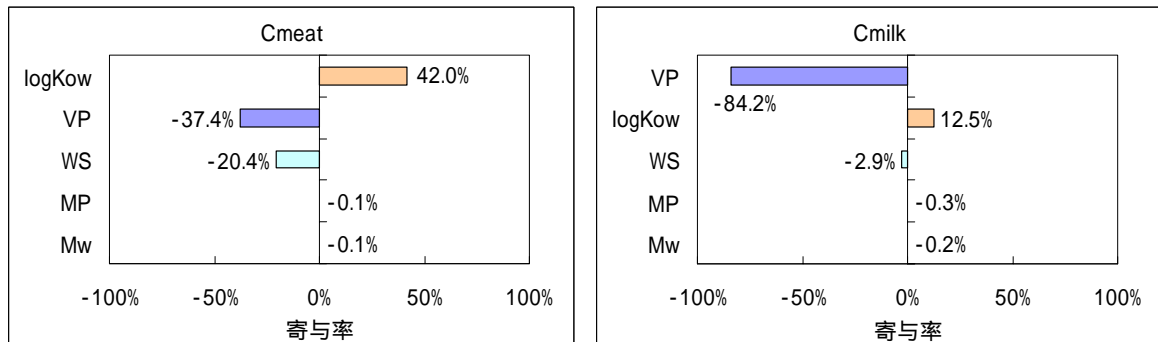 Cmeat
logKow
42.0%
VP
-37.4%
WS
-20.4%
MP
-0.1%
Mw
-0.1%
-100%
-50%
0%
50%
100%
寄与率
Cmilk
VP
-84.2%
logKow
12.5%
WS
-2.9%
MP
-0.3%
Mw
-0.2%
-100%
-50%
0%
50%
100%
寄与率